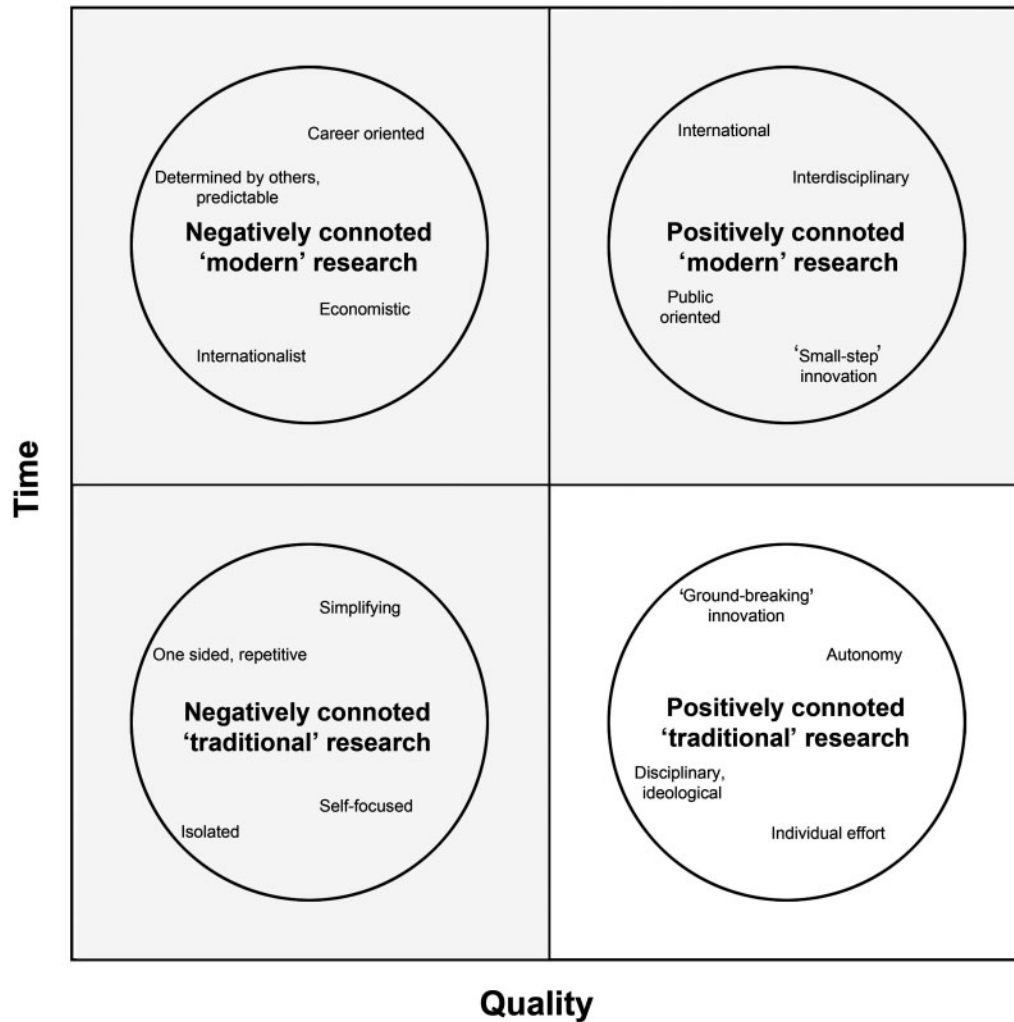 Career oriented
Determined by others,
predictable
Negatively connoted
‘modern’ research
Economistic
Internationalist
International
Interdisciplinary
Positively connoted
‘modern’ research
Public
oriented
‘Small-step’
innovation
Time
Simplifying
One sided, repetitive
Negatively connoted
‘traditional’ research
Self-focused
Isolated
‘Ground-breaking’
innovation
Autonomy
Positively connoted
‘traditional’ research
Disciplinary,
ideological
Individual effort
Quality